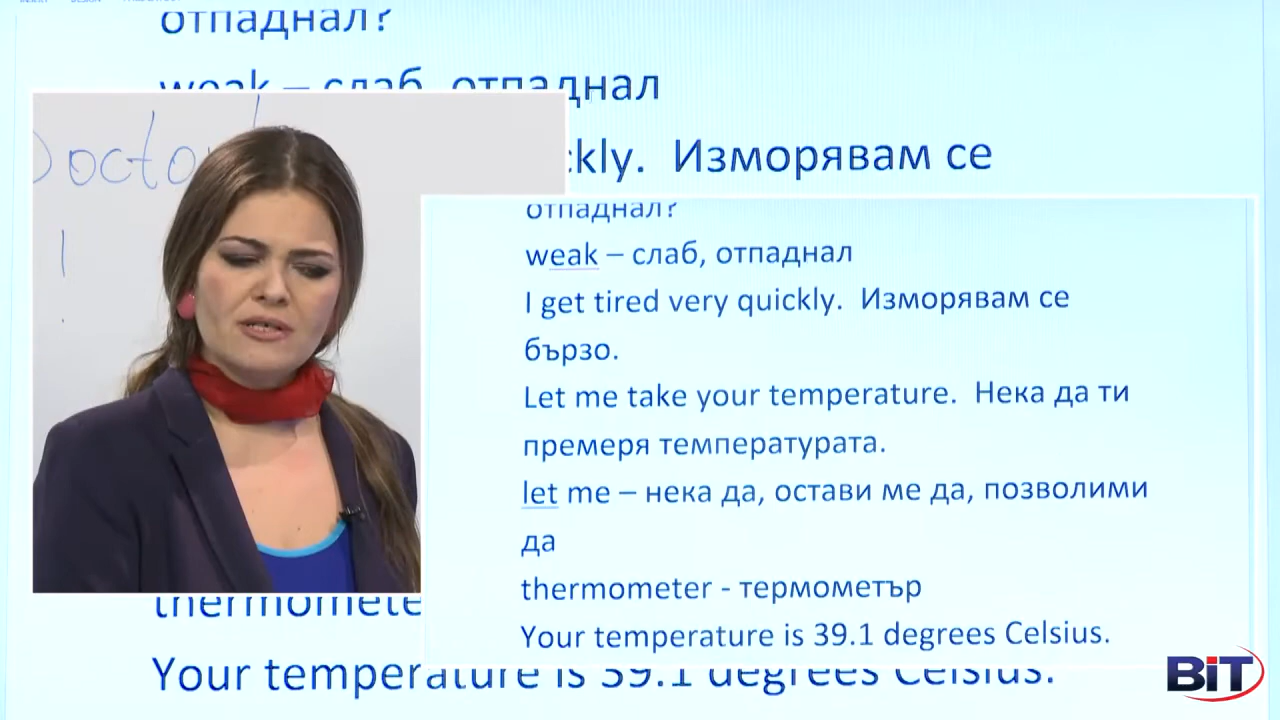 отпаднал?
weak – слаб, отпаднал
ckly. Изморявам се
Doctor
отпаднал?
weak – слаб, отпаднал
I get tired very quickly. Изморявам се
бързо.
Let me take your temperature. Нека да ти
премеря температурата.
let me – нека да, остави ме да, позволими
да
thermometer - термометър
Your temperature is 39.1 degrees Celsius.
thermomete
Your temperature is 39.1 degrees Celsius.
BiT